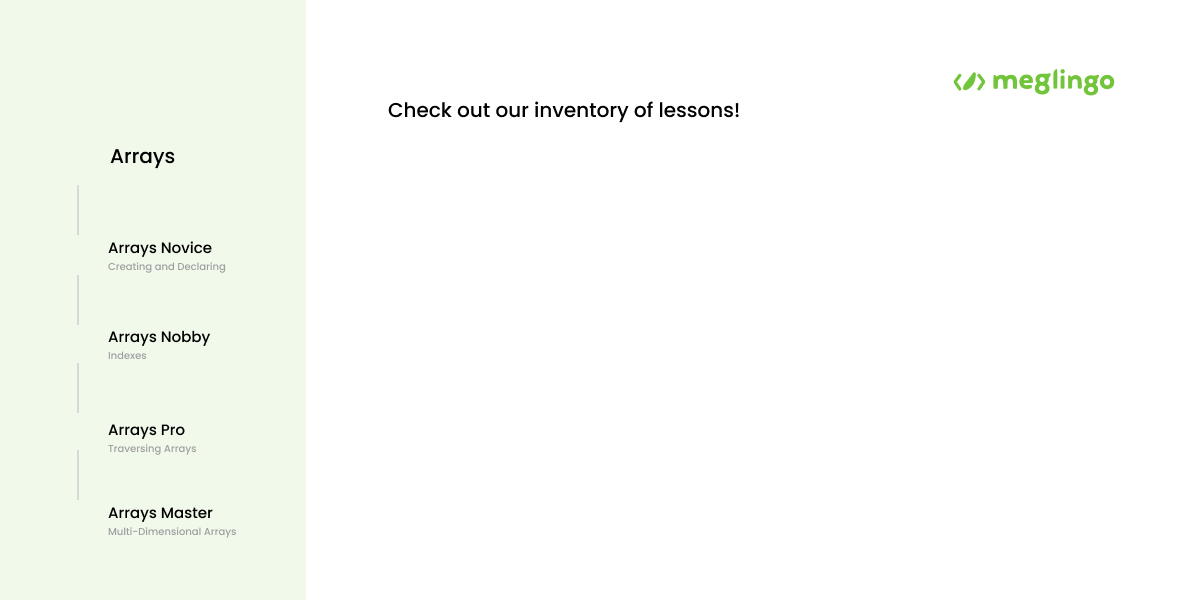 meglingo
Check out our inventory of lessons!
Arrays
Arrays Novice
Creating and Declaring
Arrays Nobby
Indexes
Arrays Pro
Traversing Arrays
Arrays Master
Multi-Dimensional Arrays